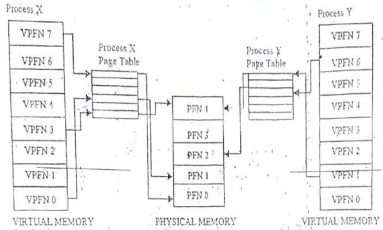 Process X
VPFN 7
VPFN 6
VPFN 5
VPFN 4
VPFN 3
VPFN 2
VPFN 1
VPFN 0
VIRTUAL MEMORY
Process X
Page Table
PFN 4
PFN 3
PFN 2
PFN 1
PFN 0
PHYSICAL MEMORY
Process Y
Page Table
Process Y
VPFN 7
VPFN 6
VPFN 5
VPFN 4
VPFN 3
VPFN 2
VPFN 1
VPFN 0
VIRTUAL MEMORY